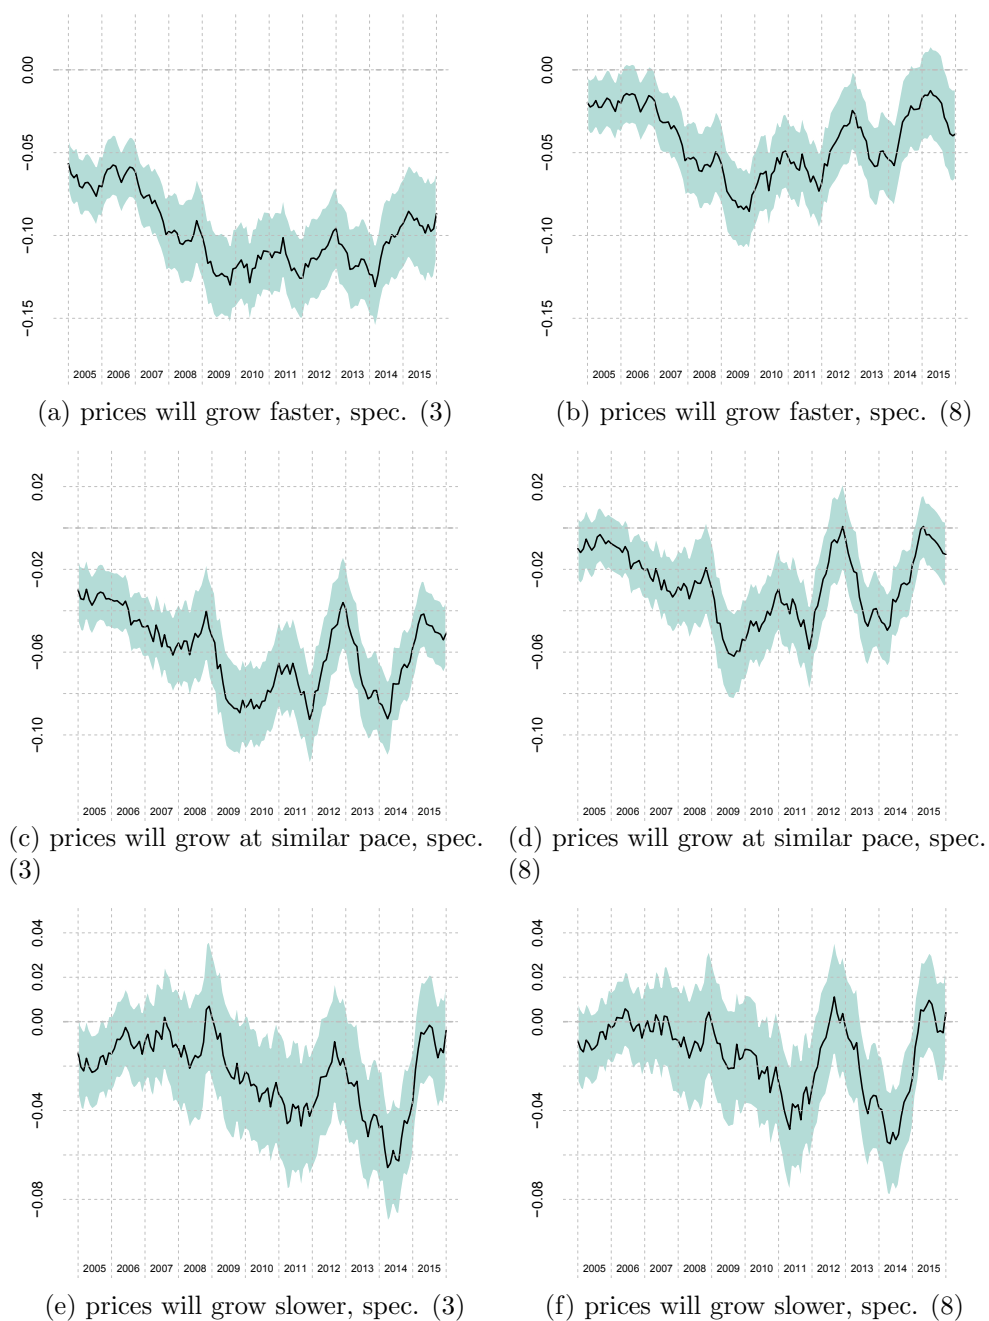 0.00
−0.05
−0.10
−0.15
2005 2006 2007 2008 2009 2010 2011 2012 2013 2014 2015
(a) prices will grow faster, spec. (3)
0.00
−0.05
−0.10
−0.15
2005 2006 2007 2008 2009 2010 2011 2012 2013 2014 2015
(b) prices will grow faster, spec. (8)
0.02
−0.02
−0.06
−0.10
2005 2006 2007 2008 2009 2010 2011 2012 2013 2014 2015
(c) prices will grow at similar pace, spec.
(3)
0.02
−0.02
−0.06
−0.10
2005 2006 2007 2008 2009 2010 2011 2012 2013 2014 2015
(d) prices will grow at similar pace, spec.
(8)
0.04
0.02
0.00
−0.04
−0.08
2005 2006 2007 2008 2009 2010 2011 2012 2013 2014 2015
(e) prices will grow slower, spec. (3)
0.04
0.02
0.00
−0.04
−0.08
2005 2006 2007 2008 2009 2010 2011 2012 2013 2014 2015
(f) prices will grow slower, spec. (8)